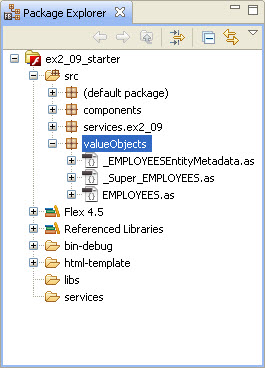 Package Explorer
ex2_09_starter
src
(default package)
components
services.ex2_09
valueObjects
_EMPLOYEESEntityMetadata.as
_Super_EMPLOYEES.as
EMPLOYEES.as
Flex 4.5
Referenced Libraries
bin-debug
html-template
libs
services